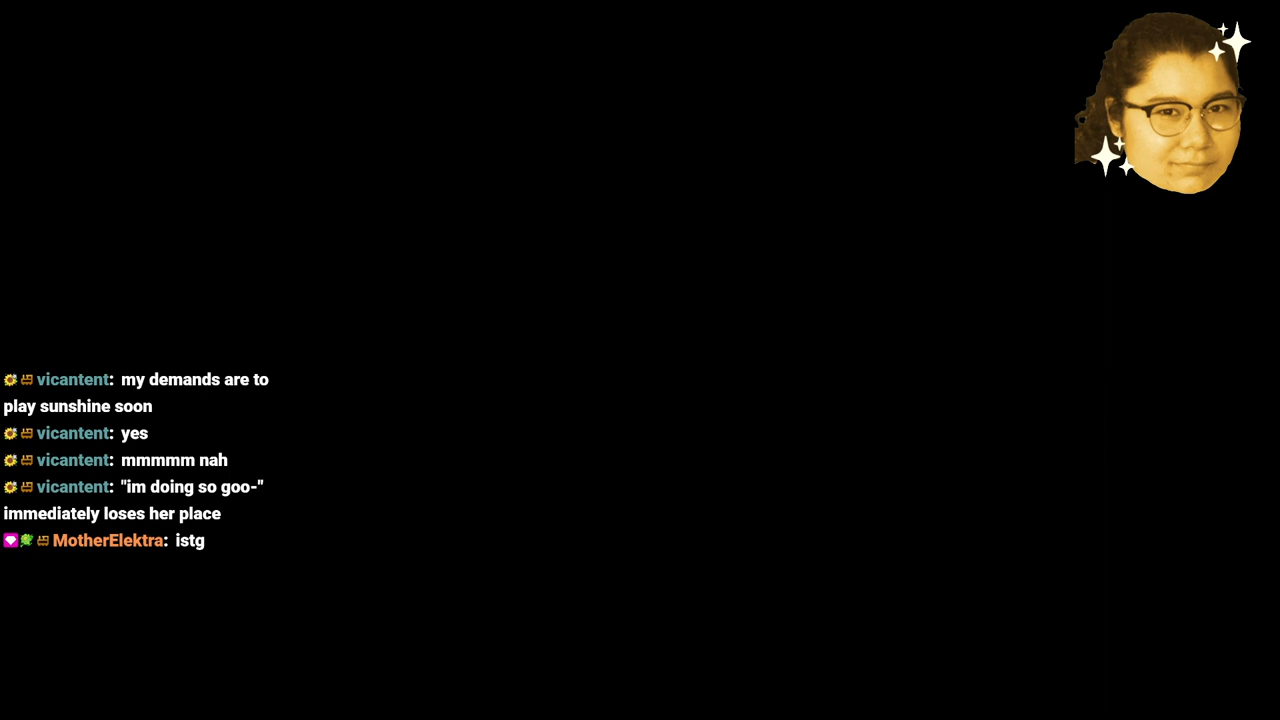 vicantent: my demands are to
play sunshine soon
vicantent: yes
vicantent: mmmmm nah
vicantent: "im doing so goo-"
immediately loses her place
MotherElektra: istg